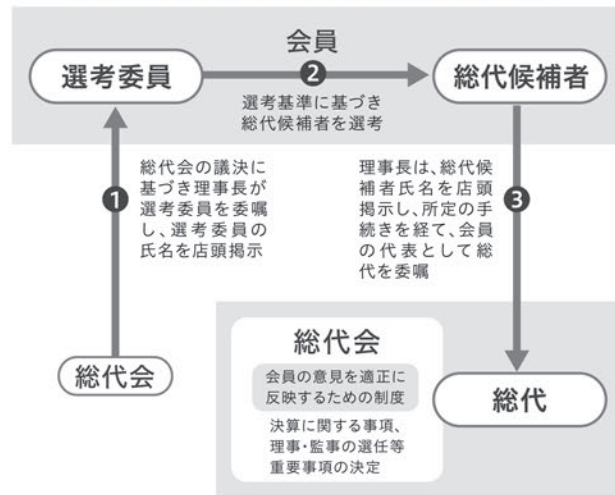 会員
選考委員
❷
総代候補者
選考基準に基づき
総代候補者を選考
❶
総代会の議決に
基づき理事長が
選考委員を委嘱
し、選考委員の
氏名を店頭掲示
理事長は、総代候
補者氏名を店頭
掲示し、所定の手
続きを経て、会員
の代表として総
代を委嘱
❸
総代会
総代会
会員の意見を適正に
反映するための制度
決算に関する事項、
理事・監事の選任等
重要事項の決定
総代